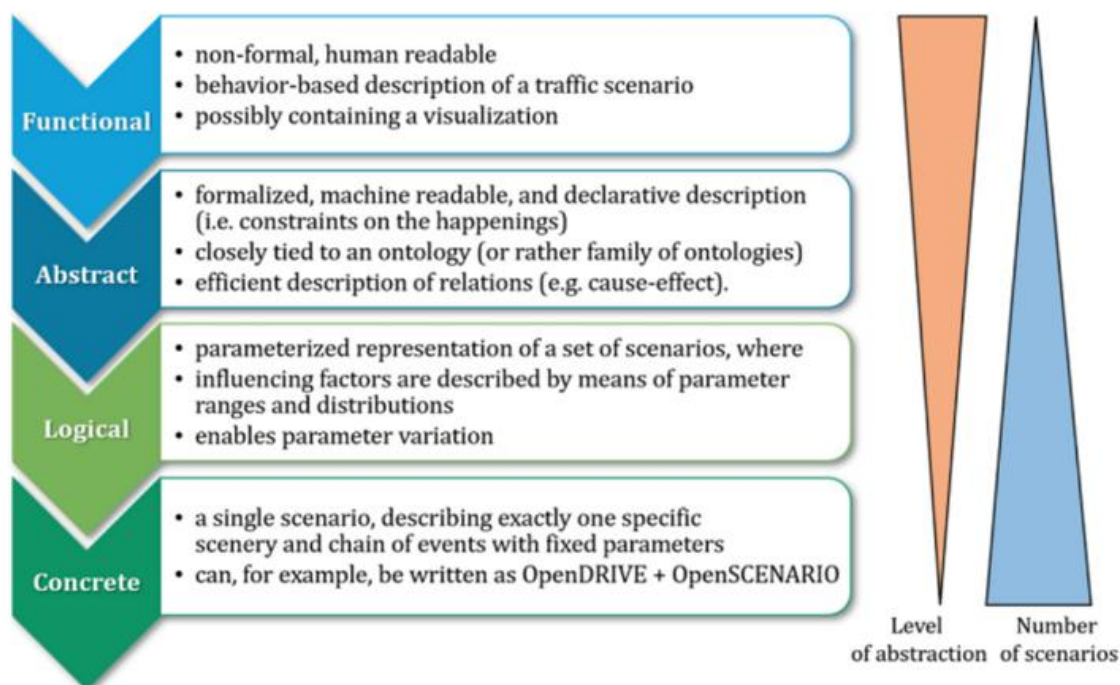 Functional
• non-formal, human readable
• behavior-based description of a traffic scenario
• possibly containing a visualization
Abstract
• formalized, machine readable, and declarative description
(i.e. constraints on the happenings)
• closely tied to an ontology (or rather family of ontologies)
• efficient description of relations (e.g. cause-effect).
Logical
• parameterized representation of a set of scenarios, where
• influencing factors are described by means of parameter
ranges and distributions
• enables parameter variation
Concrete
• a single scenario, describing exactly one specific
scenery and chain of events with fixed parameters
• can, for example, be written as OpenDRIVE + OpenSCENARIO
Level
of abstraction
Number
of scenarios